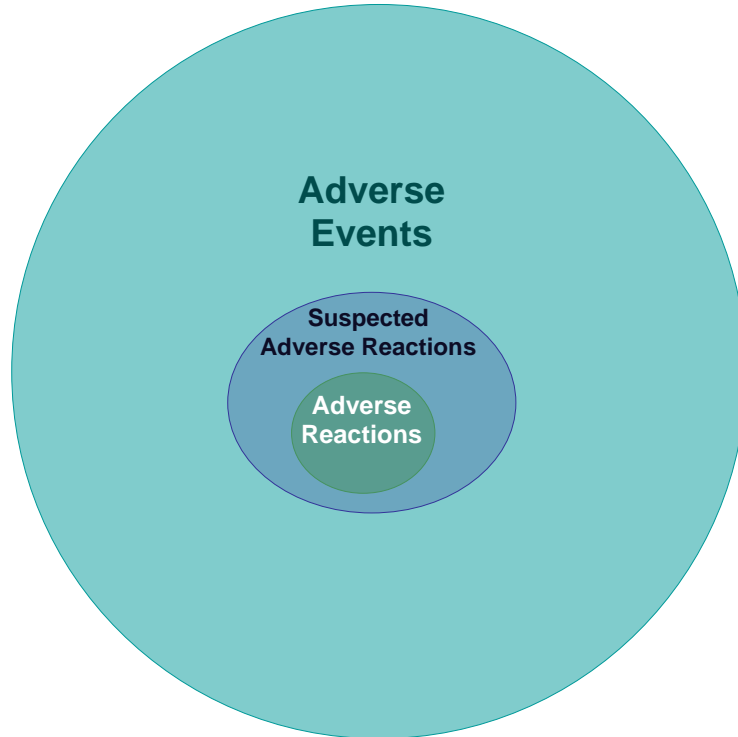 Adverse
Events
Suspected
Adverse Reactions
Adverse
Reactions